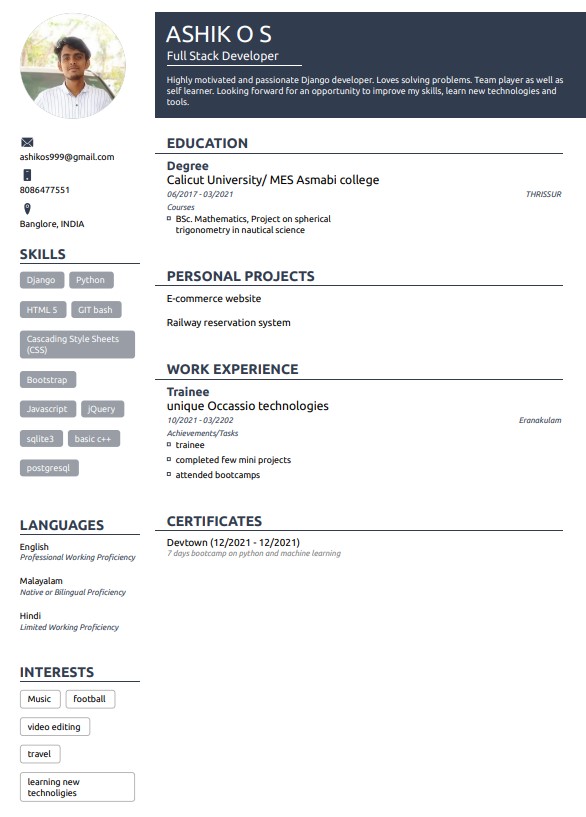 ASHIK O S
Full Stack Developer
Highly motivated and passionate Django developer. Loves solving problems. Team player as well as
self learner. Looking forward for an opportunity to improve my skills, learn new technologies and
tools.
ashikos999@gmail.com
8086477551
Banglore, INDIA
SKILLS
Django Python
HTML 5 GIT bash
Cascading Style Sheets
(CSS)
Bootstrap
Javascript jQuery
sqlite3 basic c++
postgresql
LANGUAGES
English
Professional Working Proficiency
Malayalam
Native or Bilingual Proficiency
Hindi
Limited Working Proficiency
INTERESTS
Music football
video editing
travel
learning new
technoligies
EDUCATION
Degree
Calicut University/ MES Asmabi college
06/2017 - 03/2021 THRISSUR
Courses
BSc. Mathematics, Project on spherical
trigonometry in nautical science
PERSONAL PROJECTS
E-commerce website
Railway reservation system
WORK EXPERIENCE
Trainee
unique Occassio technologies
10/2021 - 03/2202 Eranakulam
Achievements/Tasks
trainee
completed few mini projects
attended bootcamps
CERTIFICATES
Devtown (12/2021 - 12/2021)
7 days bootcamp on python and machine learning